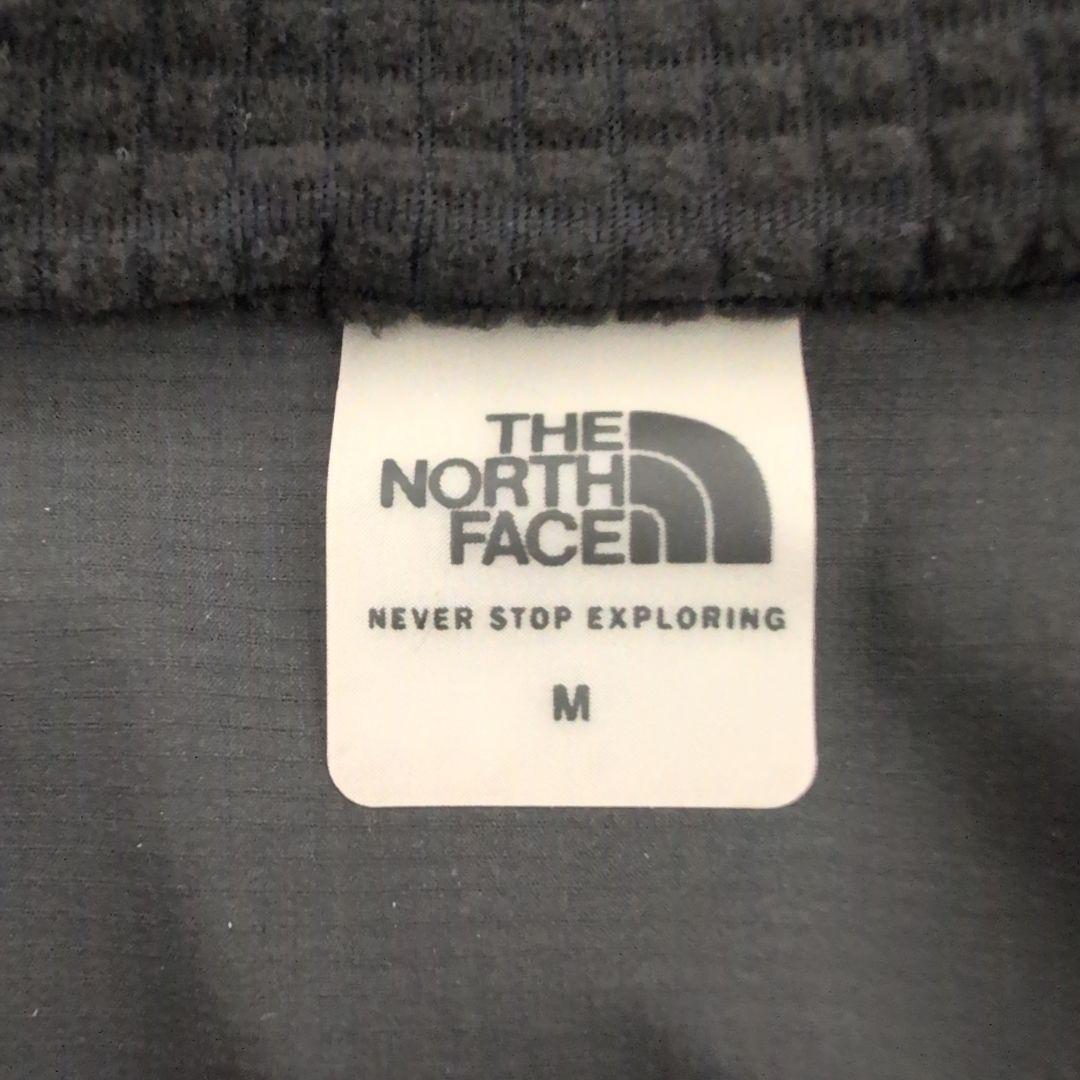 THE
NORTH
FACE
NEVER STOP EXPLORING
M